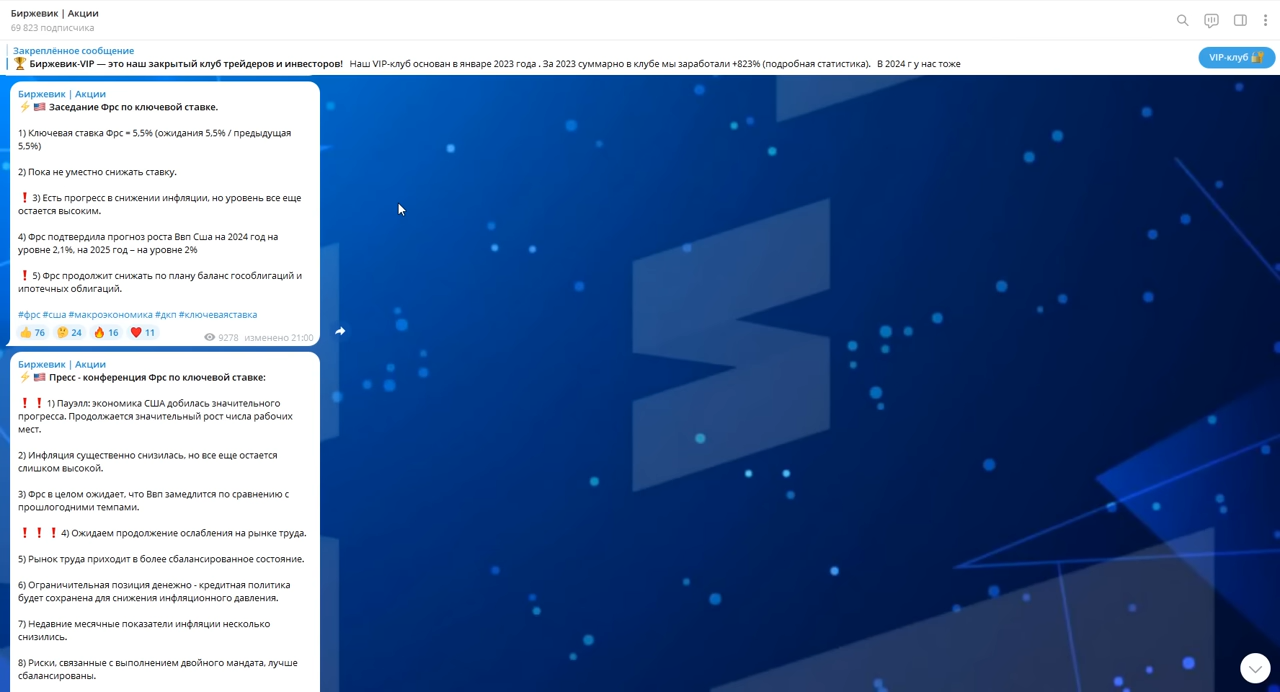 Биржевик | Акции
69 823 подписчика
Закреплённое сообщение
🏆 Биржевик-VIP — это наш закрытый клуб трейдеров и инвесторов! Наш VIP-клуб основан в январе 2023 года . За 2023 суммарно в клубе мы заработали +823% (подробная статистика). В 2024 г у нас тоже
VIP-клуб 🔐
Биржевик | Акции
⚡ 🇺🇸 Заседание Фрс по ключевой ставке.
1) Ключевая ставка Фрс = 5,5% (ожидания 5,5% / предыдущая
5,5%)
2) Пока не уместно снижать ставку.
❗ 3) Есть прогресс в снижении инфляции, но уровень все еще
остается высоким.
4) Фрс подтвердила прогноз роста Ввп Сша на 2024 год на
уровне 2,1%, на 2025 год – на уровне 2%
❗ 5) Фрс продолжит снижать по плану баланс гособлигаций и
ипотечных облигаций.
#фрс #сша #макроэкономика #дкп #ключеваяставка
👍 76 🤔 24 🔥 16 ❤️ 11 9278 изменено 21:00
Биржевик | Акции
⚡ 🇺🇸 Пресс - конференция Фрс по ключевой ставке:
❗ ❗ 1) Пауэлл: экономика США добилась значительного
прогресса. Продолжается значительный рост числа рабочих
мест.
2) Инфляция существенно снизилась, но все еще остается
слишком высокой.
3) Фрс в целом ожидает, что Ввп замедлится по сравнению с
прошлогодними темпами.
❗ ❗ ❗ 4) Ожидаем продолжение ослабления на рынке труда.
5) Рынок труда приходит в более сбалансированное состояние.
6) Ограничительная позиция денежно - кредитная политика
будет сохранена для снижения инфляционного давления.
7) Недавние месячные показатели инфляции несколько
снизились.
8) Риски, связанные с выполнением двойного мандата, лучше
сбалансированы.